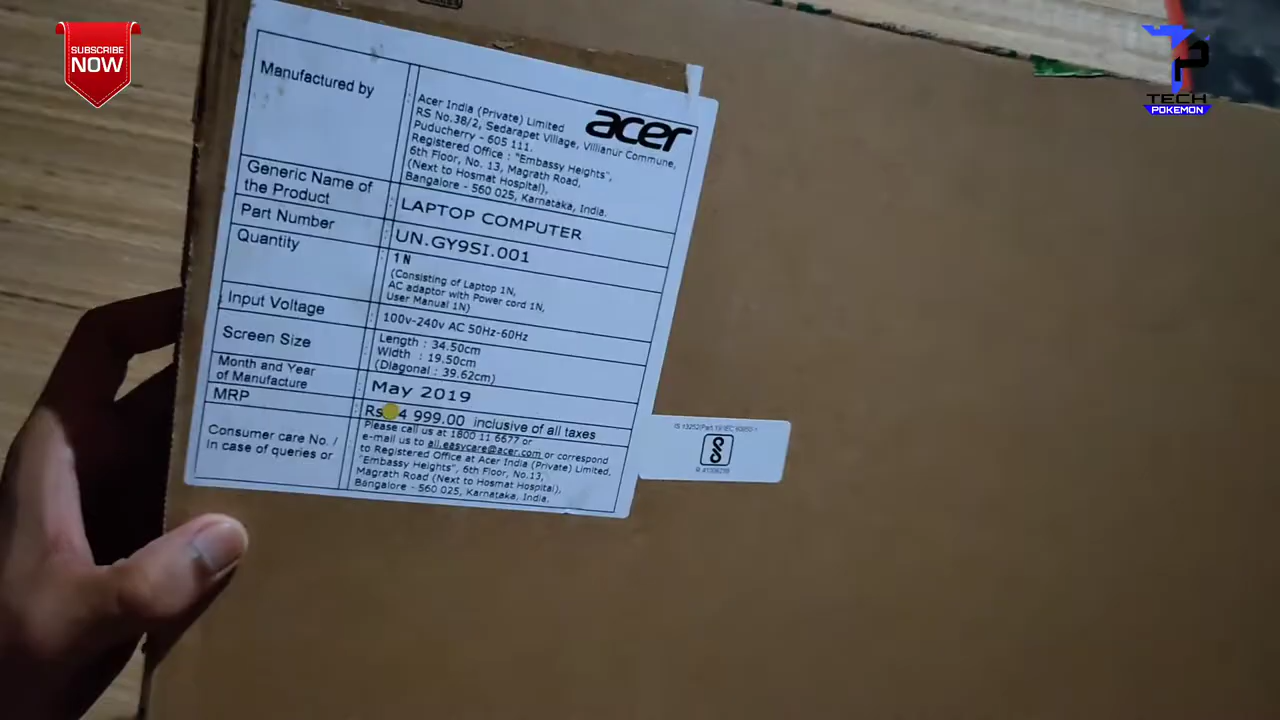 SUBSCRIBE
NOW
TECH
POKEMON
Manufactured by
Acer India (Private) Limited
RS No.38/2, Sedarapet Village, Villianur Commune,
Puducherry - 605 111.
Registered Office : "Embassy Heights",
6th Floor, No. 13, Magrath Road,
(Next to Hosmat Hospital),
Bangalore - 560 025, Karnataka, India.
acer
Generic Name of
the Product
: LAPTOP COMPUTER
Part Number
: UN.GY9SI.001
Quantity
: 1 N
(Consisting of Laptop 1N,
AC adaptor with Power cord 1N,
User Manual 1N)
Input Voltage
: 100v-240v AC 50Hz-60Hz
Screen Size
: Length : 34.50cm
Width : 19.50cm
(Diagonal : 39.62cm)
Month and Year
of Manufacture
: May 2019
MRP
: Rs 4 999.00 inclusive of all taxes
Consumer care No. /
in case of queries or
: Please call us at 1800 11 6677 or
e-mail us to ail.easycare@acer.com or correspond
to Registered Office at Acer India (Private) Limited,
"Embassy Heights", 6th Floor, No.13,
Magrath Road (Next to Hosmat Hospital),
Bangalore - 560 025, Karnataka, India.